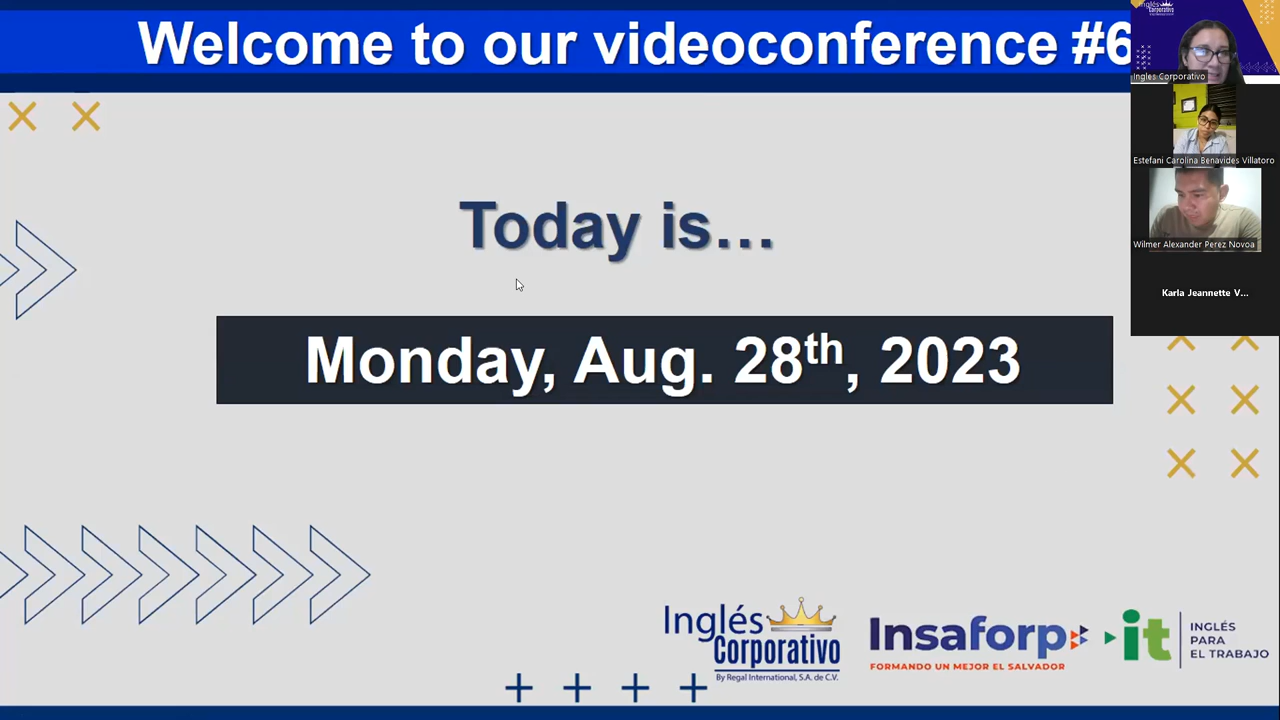 Welcome to our videoconference #6
Today is…
Monday, Aug. 28th, 2023
Inglés
Corporativo
By Regal International, S.A. de C.V.
Insaforp
FORMANDO UN MEJOR EL SALVADOR
it
INGLÉS
PARA
EL TRABAJO
Inglés
Corporativo
Ingles Corporativo
Estefani Carolina Benavides Villatoro
Wilmer Alexander Perez Novoa
Karla Jeannette V...